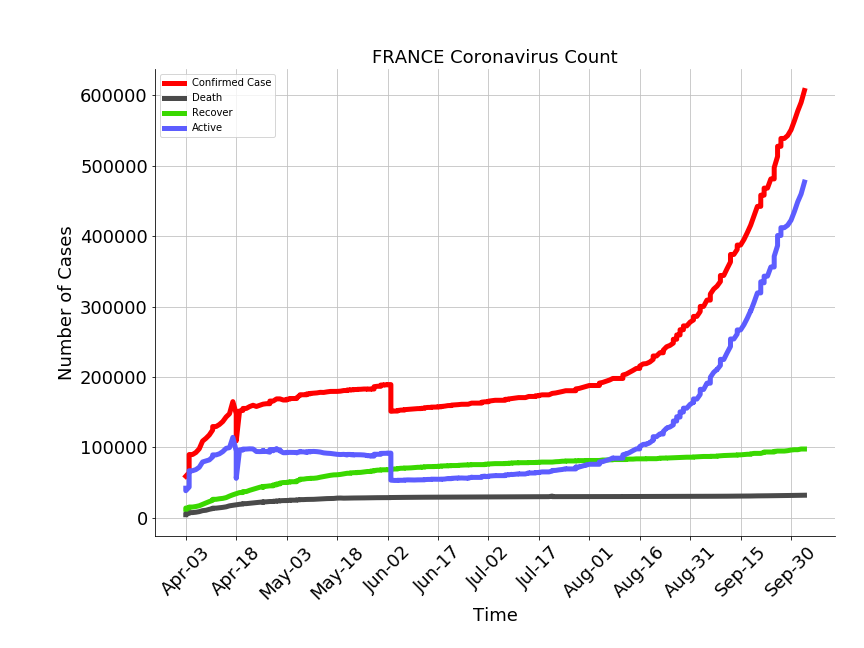 FRANCE Coronavirus Count
Confirmed Case
Death
Recover
Active
Number of Cases
600000
500000
400000
300000
200000
100000
0
Apr-03
Apr-18
May-03
May-18
Jun-02
Jun-17
Jul-02
Jul-17
Aug-01
Aug-16
Aug-31
Sep-15
Sep-30
Time